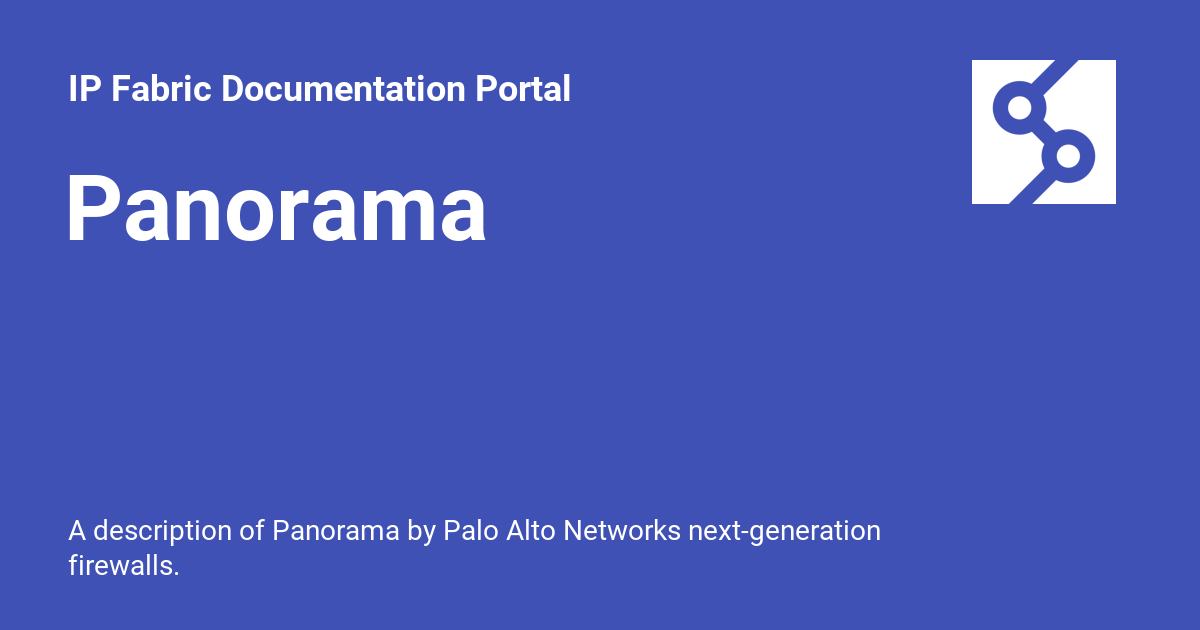 IP Fabric Documentation Portal
Panorama
A description of Panorama by Palo Alto Networks next-generation
firewalls.